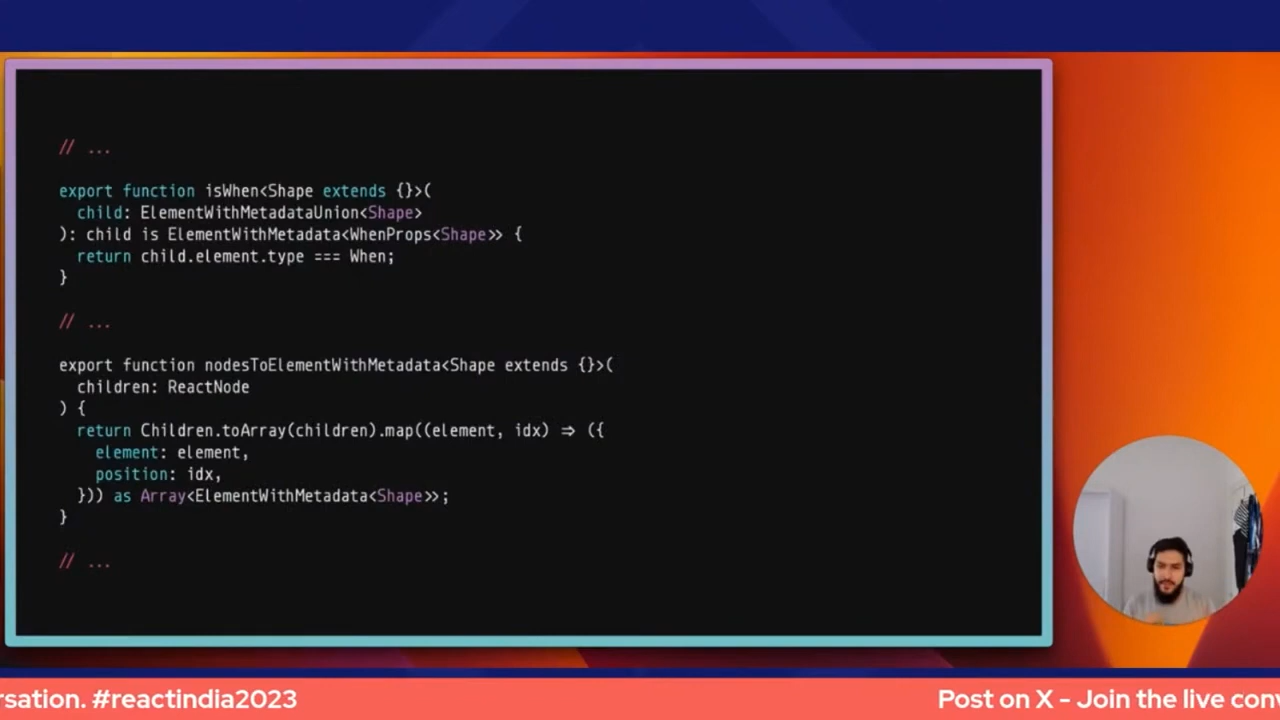 // ...
export function isWhen<Shape extends {}>(
child: ElementWithMetadataUnion<Shape>
): child is ElementWithMetadata<WhenProps<Shape>> {
return child.element.type === When;
}
// ...
export function nodesToElementWithMetadata<Shape extends {}>(
children: ReactNode
) {
return Children.toArray(children).map((element, idx) => ({
element: element,
position: idx,
})) as Array<ElementWithMetadata<Shape>>;
}
// ...
rsation. #reactindia2023
Post on X - Join the live conv